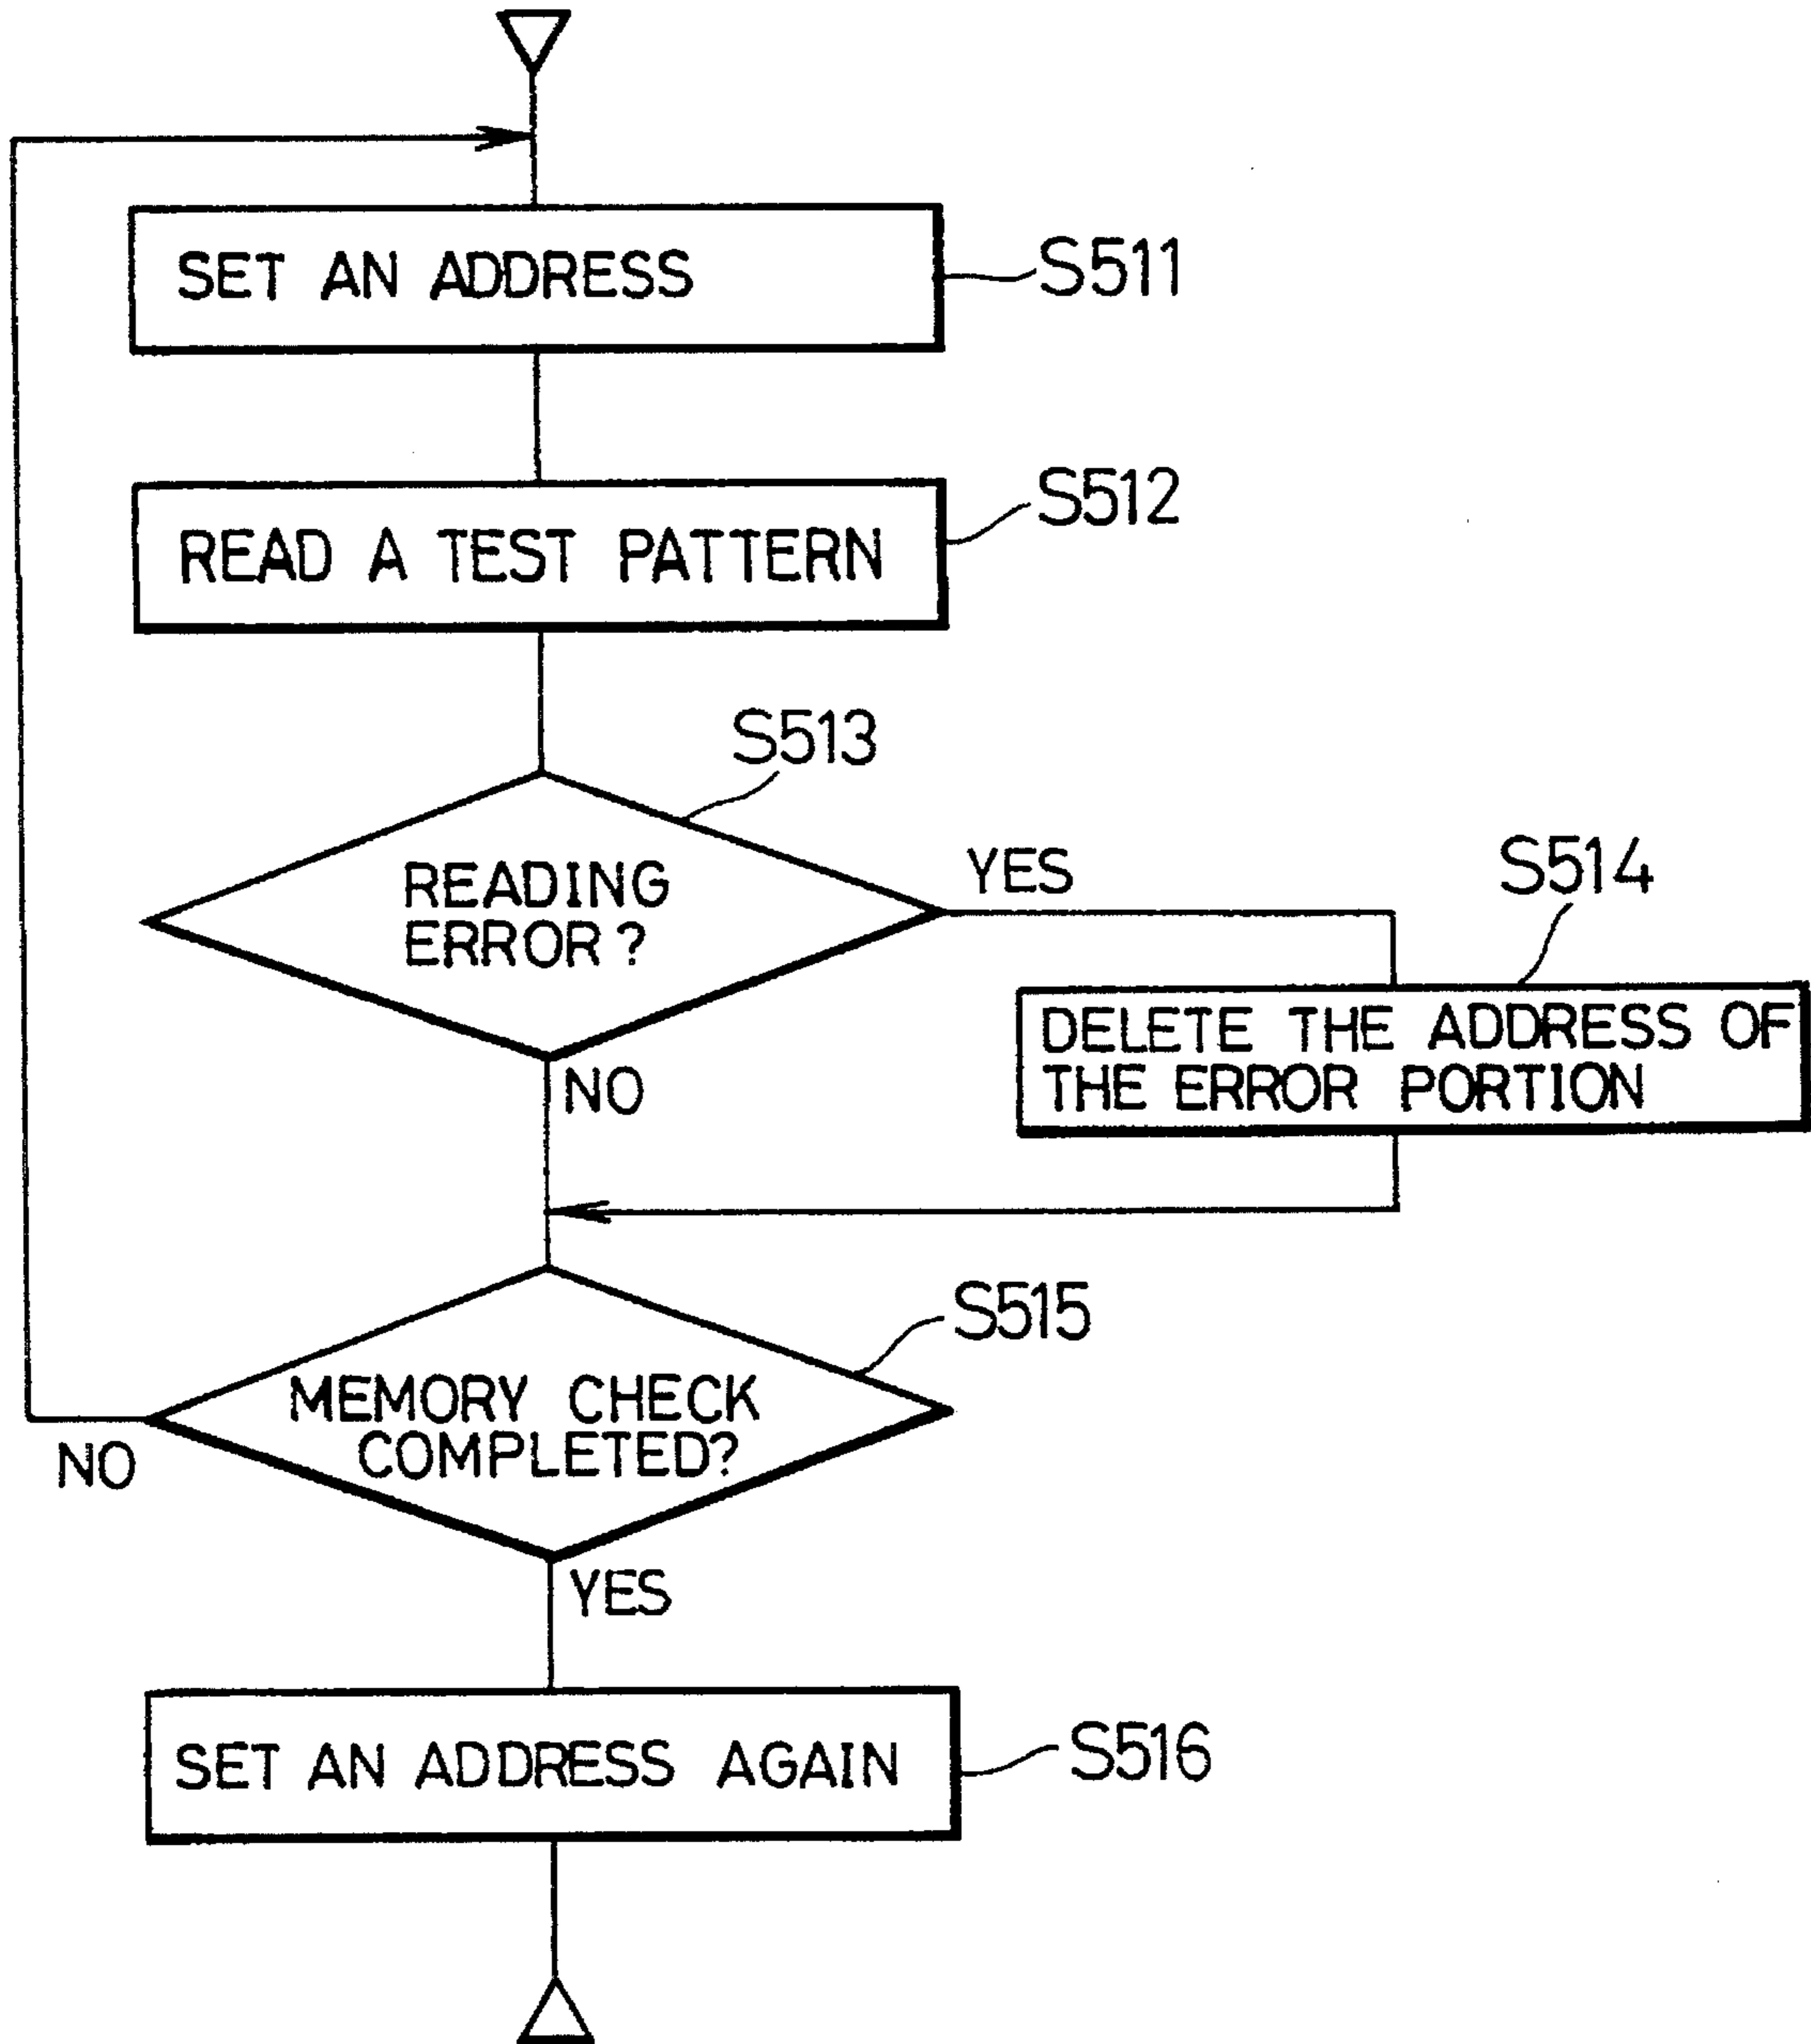 SET AN ADDRESS
S511
READ A TEST PATTERN
S512
S513
READING
ERROR?
YES
S514
DELETE THE ADDRESS OF
THE ERROR PORTION
NO
S515
MEMORY CHECK
COMPLETED?
NO
YES
SET AN ADDRESS AGAIN
S516